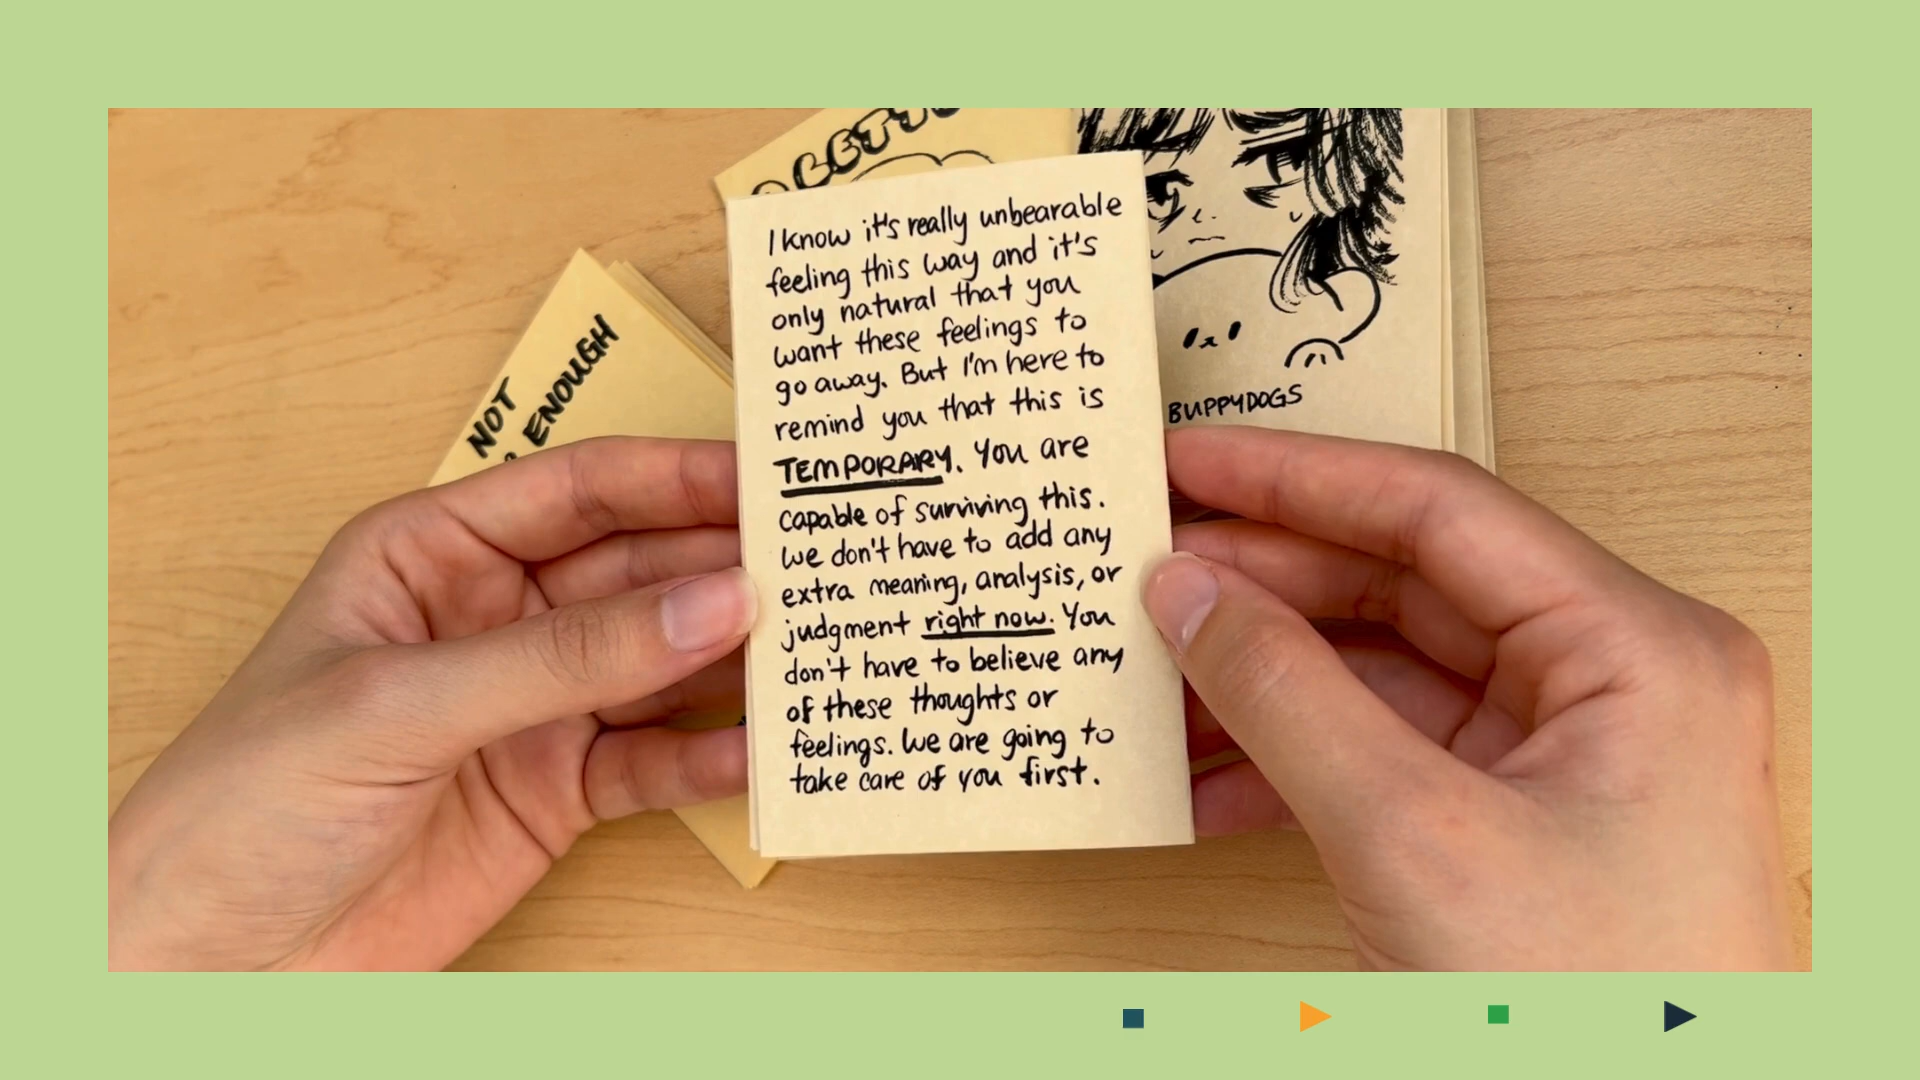 I know it's really unbearable
feeling this way and it's
only natural that you
want these feelings to
go away. But I'm here to
remind you that this is
TEMPORARY. You are
capable of surviving this.
We don't have to add any
extra meaning, analysis, or
judgment right now. You
don't have to believe any
of these thoughts or
feelings. We are going to
take care of you first.
NOT
ENOUGH
BUPPYDOGS